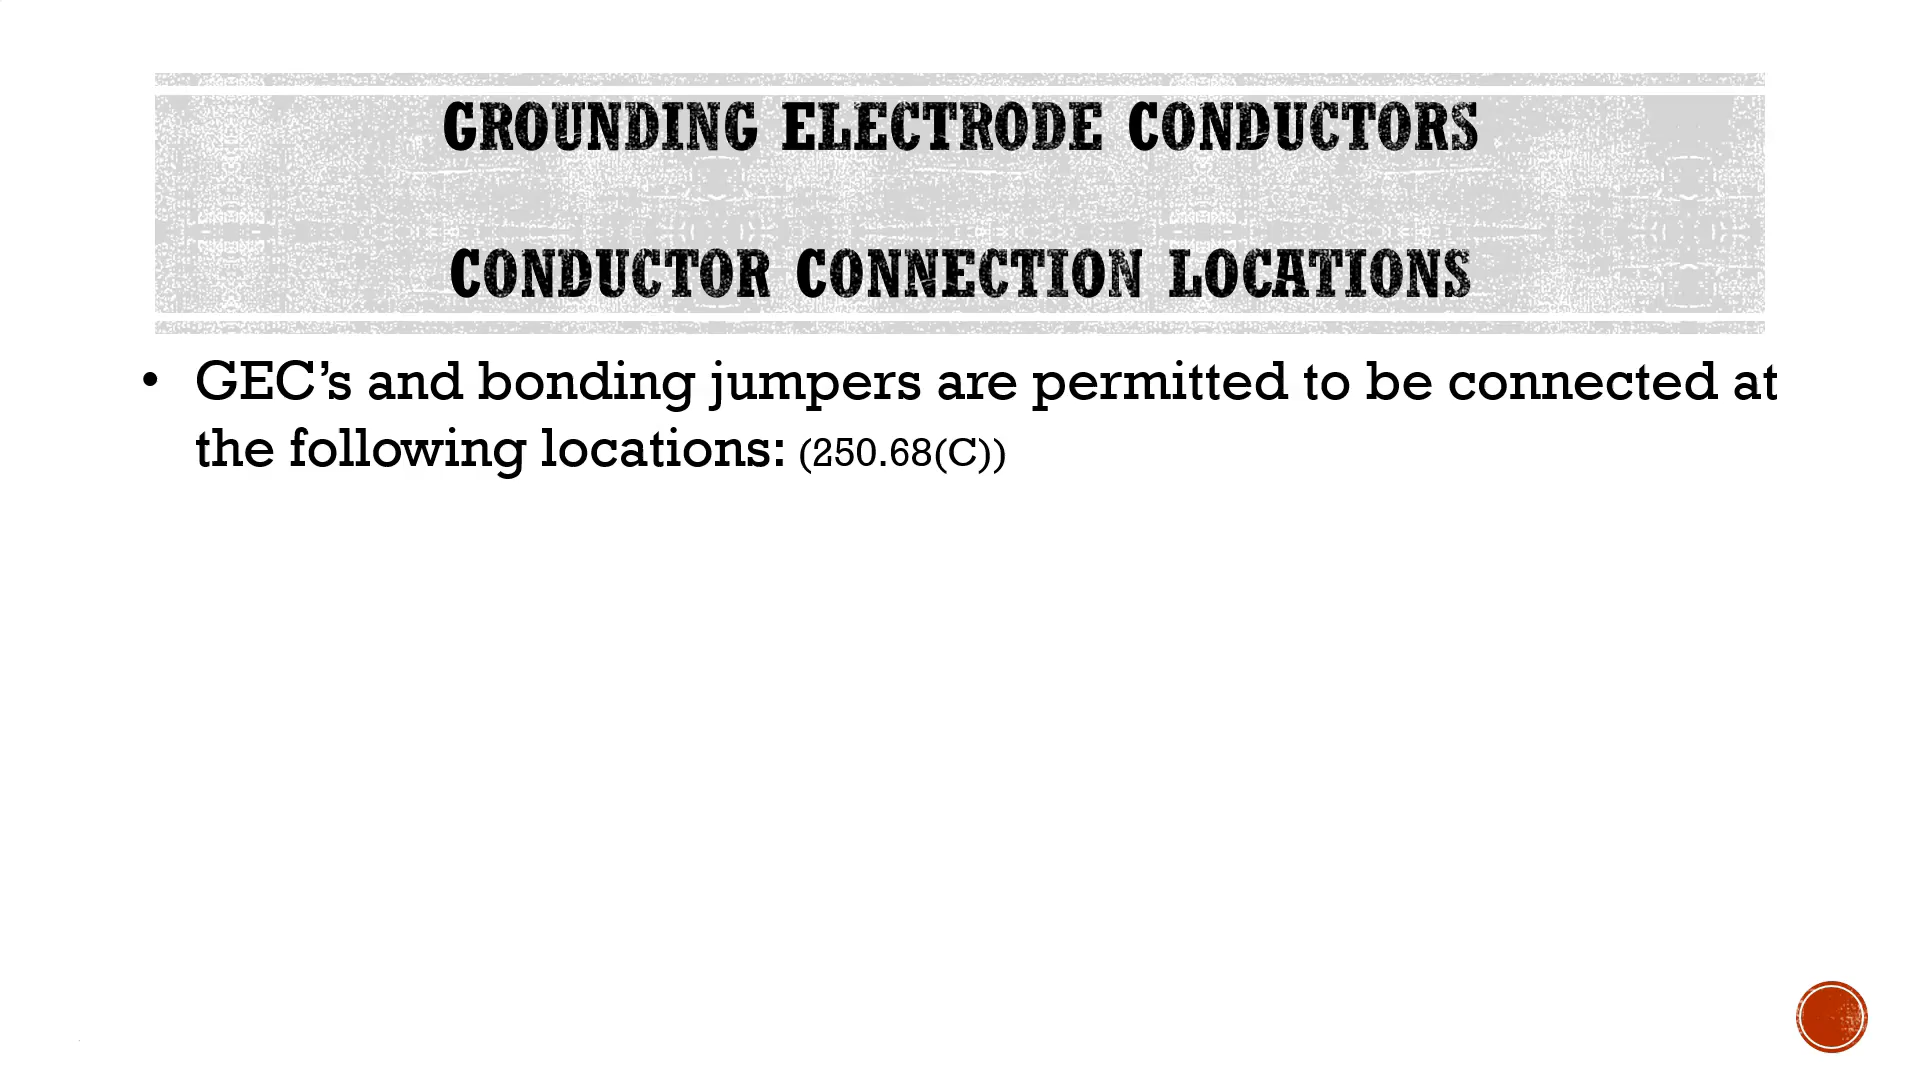 GROUNDING ELECTRODE CONDUCTORS
CONDUCTOR CONNECTION LOCATIONS
• GEC’s and bonding jumpers are permitted to be connected at
the following locations: (250.68(C))